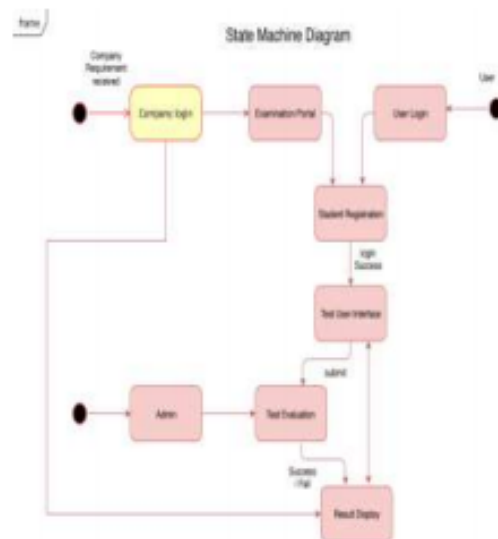 frame
State Machine Diagram
Company
Requirement
received
User
Company login
Examination Portal
User Login
Student Registration
login
Success
Test User Interface
submit
Admin
Test Evaluation
Success
/ Fail
Result Display